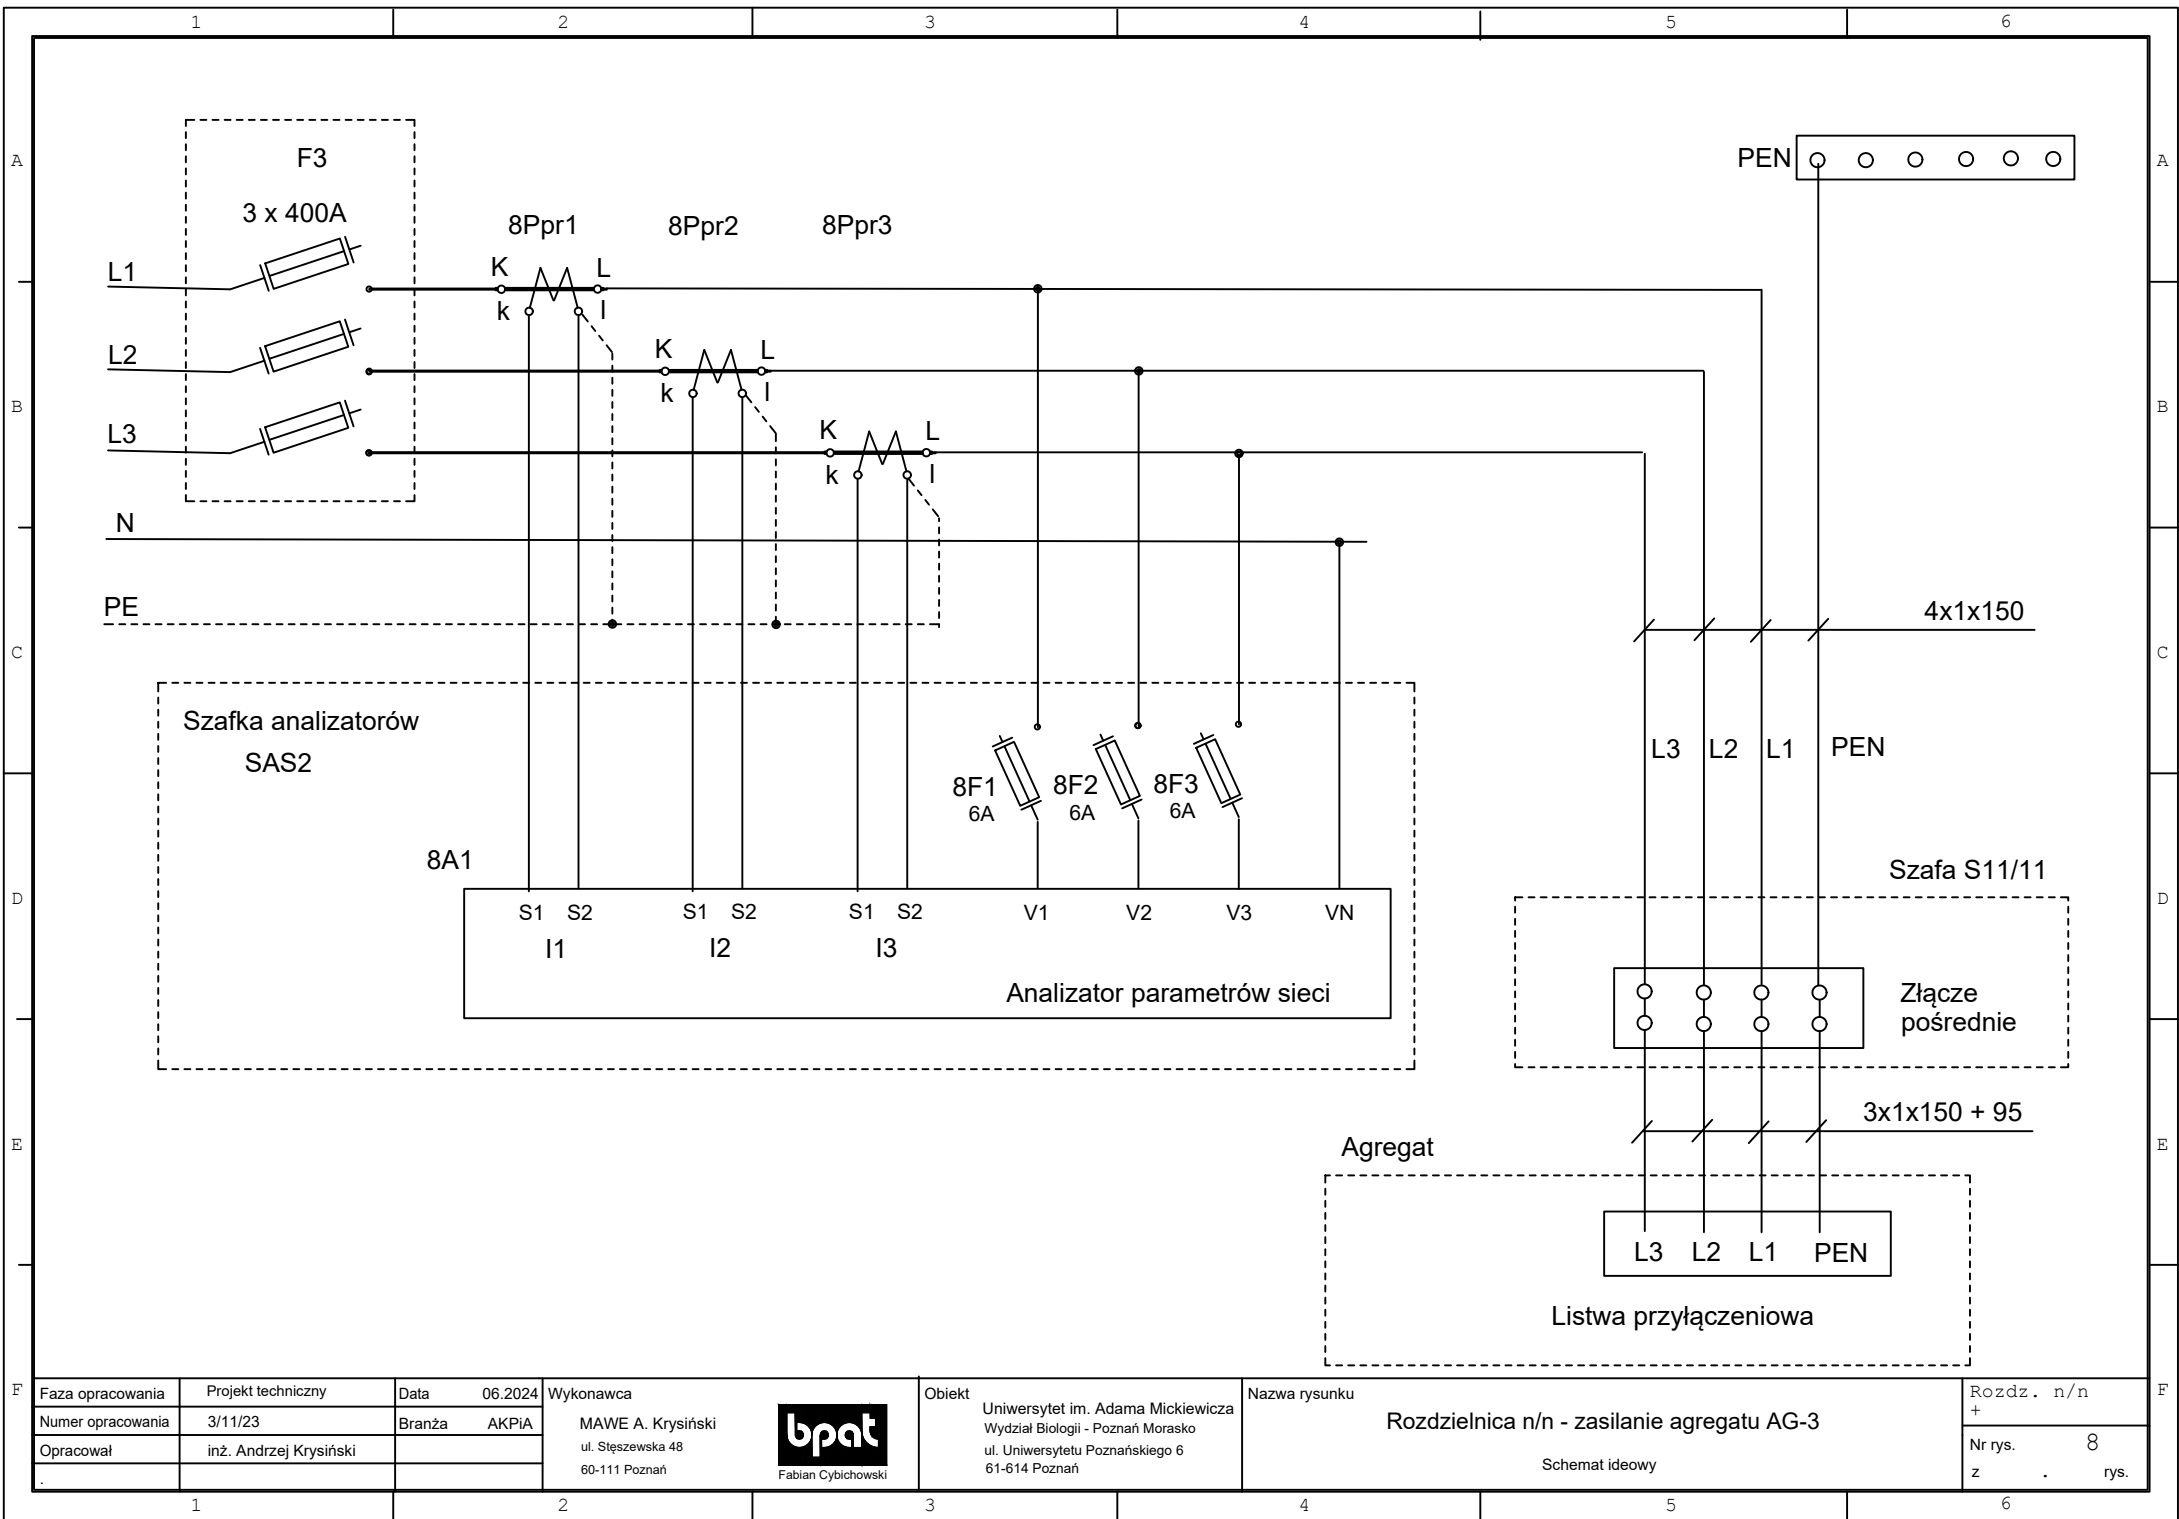 1 2 3 4 5 6
A A
B B
C C
D D
E E
F F
F3
3 x 400A
L1
L2
L3
N
PE
8Ppr1 8Ppr2 8Ppr3
K L
k l
K L
k l
K L
k l
PEN
4x1x150
L3 L2 L1 PEN
Szafka analizatorów
SAS2
8F1
6A
8F2
6A
8F3
6A
8A1
S1 S2 S1 S2 S1 S2 V1 V2 V3 VN
I1 I2 I3
Analizator parametrów sieci
Szafa S11/11
Złącze
pośrednie
3x1x150 + 95
Agregat
L3 L2 L1 PEN
Listwa przyłączeniowa
Faza opracowania Projekt techniczny Data 06.2024
Numer opracowania 3/11/23 Branża AKPiA
Opracował inż. Andrzej Krysiński
.
Wykonawca
MAWE A. Krysiński
ul. Stęszewska 48
60-111 Poznań
bpat
Fabian Cybichowski
Obiekt
Uniwersytet im. Adama Mickiewicza
Wydział Biologii - Poznań Morasko
ul. Uniwersytetu Poznańskiego 6
61-614 Poznań
Nazwa rysunku
Rozdzielnica n/n - zasilanie agregatu AG-3
Schemat ideowy
Rozdz. n/n
+
Nr rys. 8
z . rys.
1 2 3 4 5 6